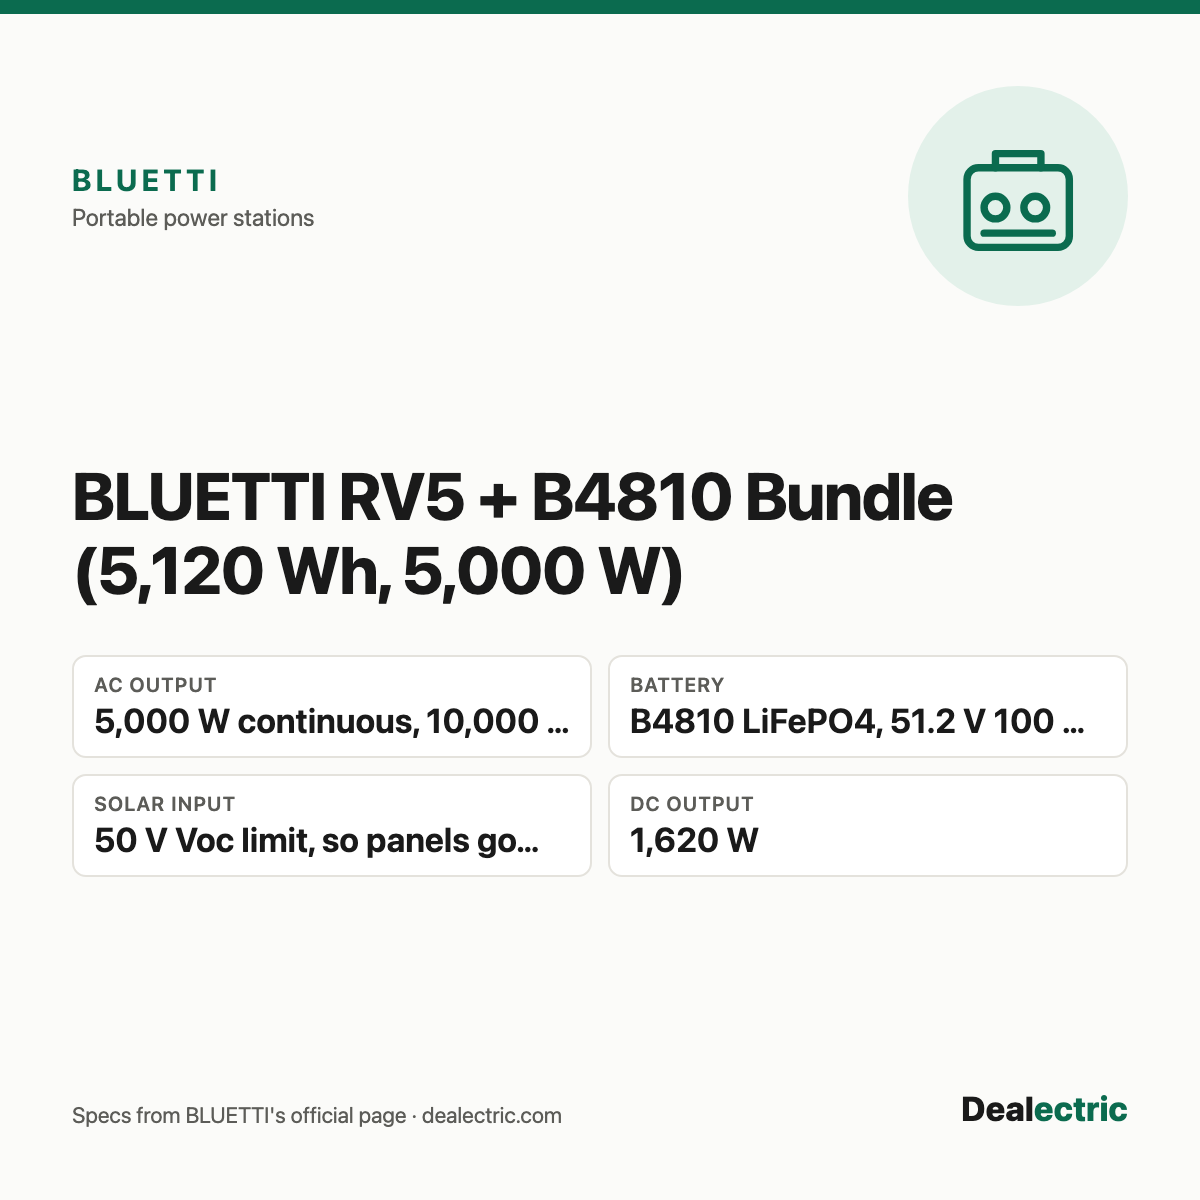 BLUETTI
Portable power stations
BLUETTI RV5 + B4810 Bundle
(5,120 Wh, 5,000 W)
AC OUTPUT
5,000 W continuous, 10,000 ...
BATTERY
B4810 LiFePO4, 51.2 V 100 ...
SOLAR INPUT
50 V Voc limit, so panels go...
DC OUTPUT
1,620 W
Specs from BLUETTI's official page · dealectric.com
Dealectric